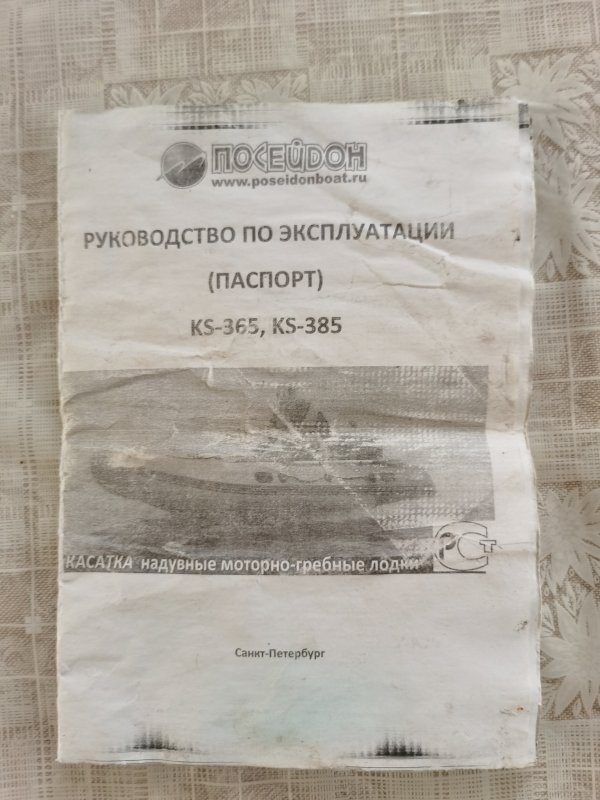 ПОСЕЙДОН
www.poseidonboat.ru
РУКОВОДСТВО ПО ЭКСПЛУАТАЦИИ
(ПАСПОРТ)
KS-365, KS-385
КАСАТКА надувные моторно-гребные лодки
РСТ
Санкт-Петербург